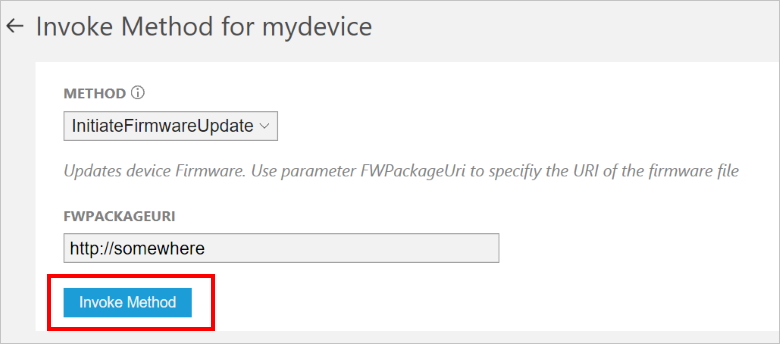 Invoke Method for mydevice
METHOD
InitiateFirmwareUpdate
Updates device Firmware. Use parameter FWPackageUri to specifiy the URI of the firmware file
FWPACKAGEURI
http://somewhere
Invoke Method